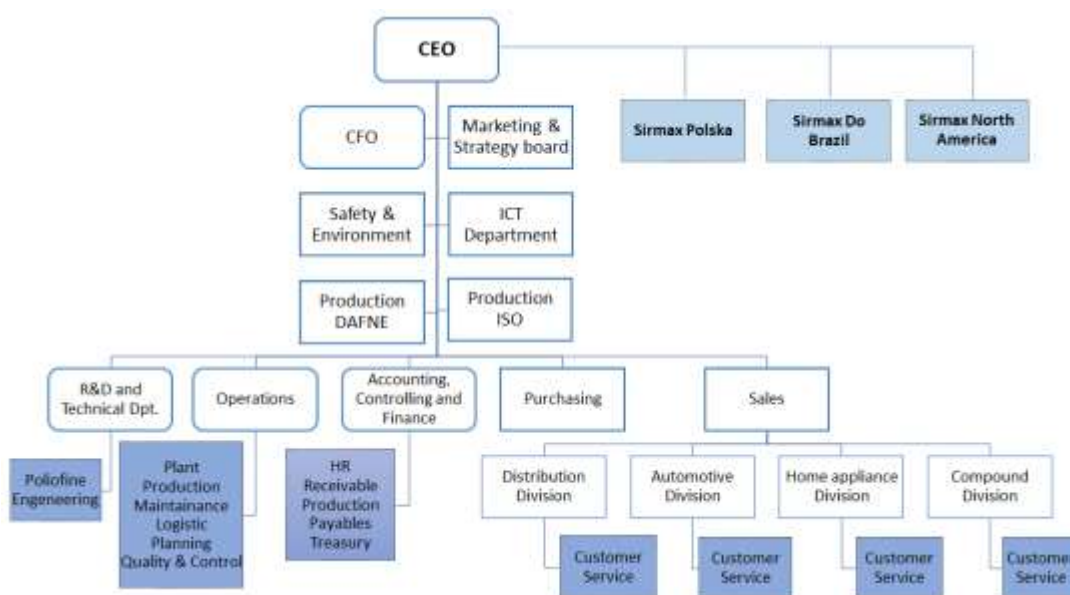 CEO
Sirmax Polska
Sirmax Do
Brazil
Sirmax North
America
CFO
Marketing &
Strategy board
Safety &
Environment
ICT
Department
Production
DAFNE
Production
ISO
R&D and
Technical Dpt.
Operations
Accounting,
Controlling and
Finance
Purchasing
Sales
Poliofine
Engeneering
Plant
Production
Maintainance
Logistic
Planning
Quality & Control
HR
Receivable
Production
Payables
Treasury
Distribution
Division
Automotive
Division
Home appliance
Division
Compound
Division
Customer
Service
Customer
Service
Customer
Service
Customer
Service